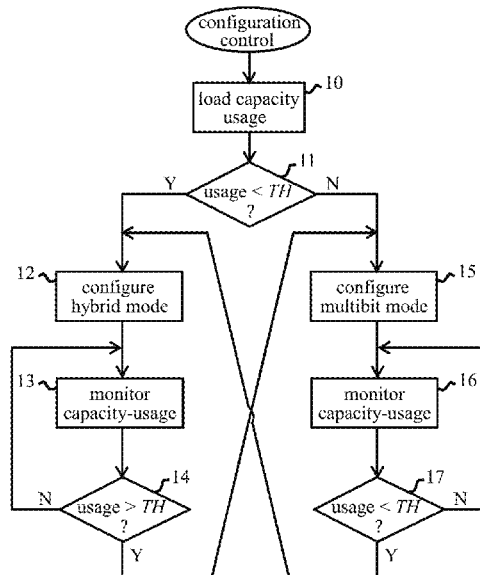 configuration
control
10
load capacity
usage
11
Y
usage < TH
?
N
12
configure
hybrid mode
15
configure
multibit mode
13
monitor
capacity-usage
16
monitor
capacity-usage
14
N
usage > TH
?
Y
17
usage < TH
?
N
Y